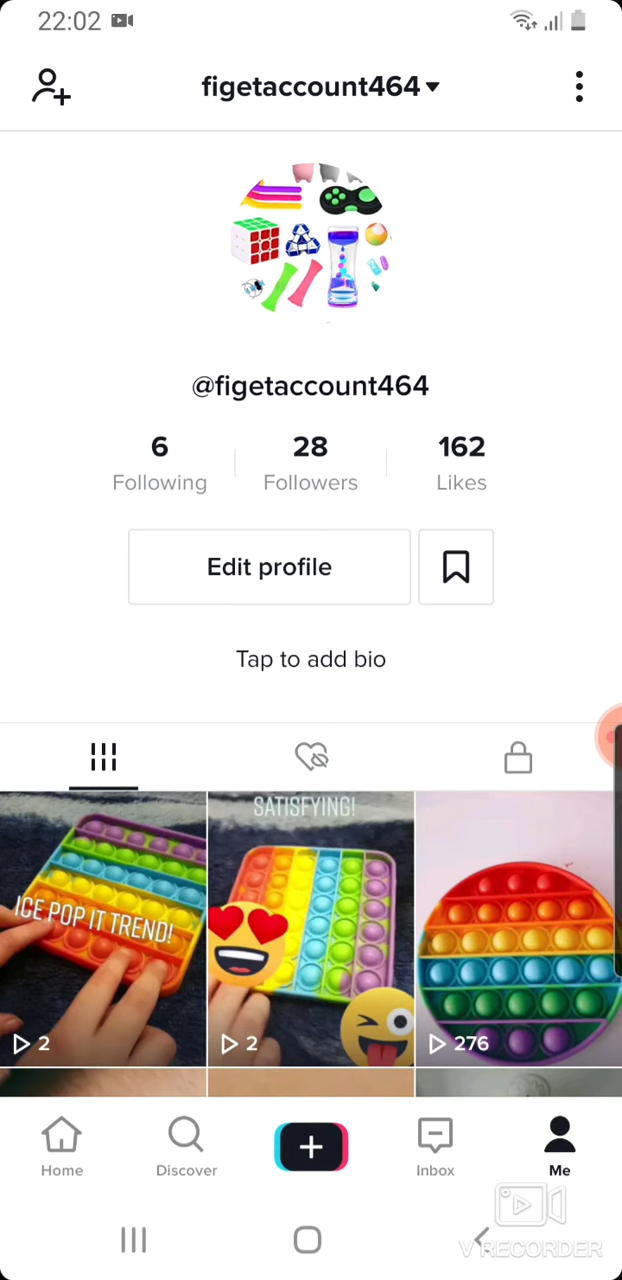 22:02
figetaccount464
@figetaccount464
6
28
162
Following
Followers
Likes
Edit profile
Tap to add bio
ICE POP IT TREND!
SATISFYING!
2
2
276
Home
Discover
Inbox
Me
V RECORDER